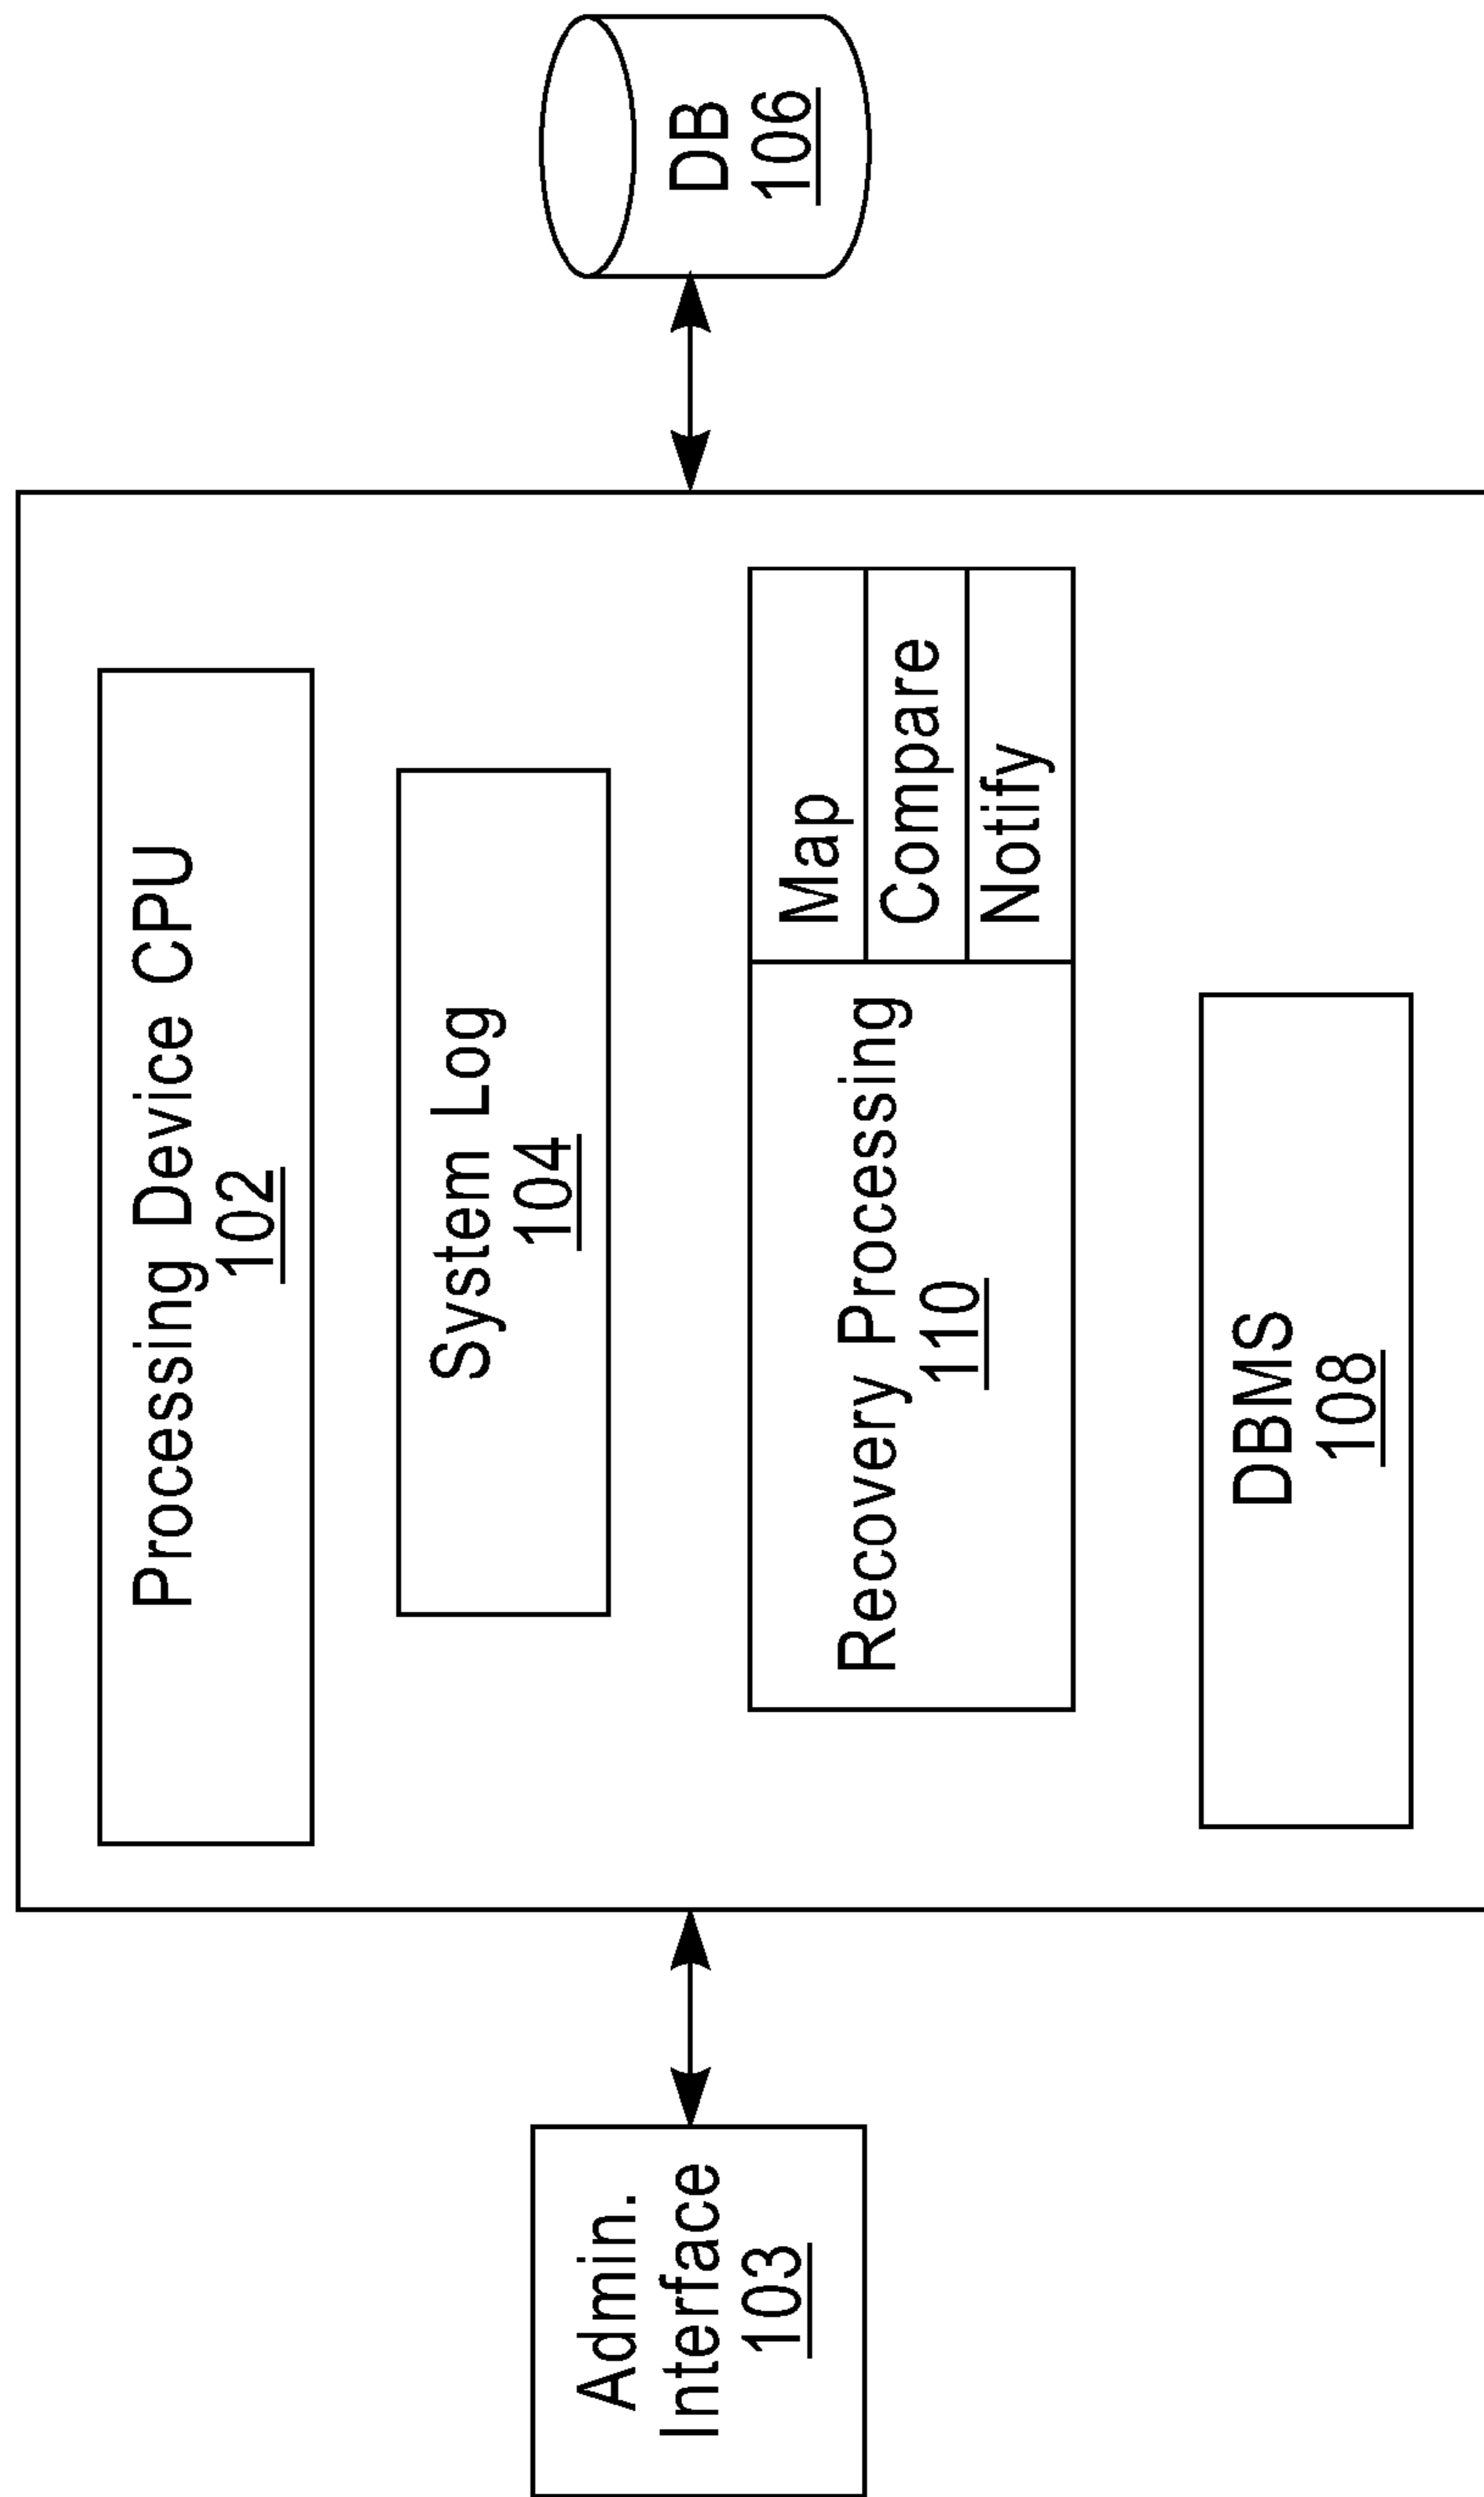 Admin.
Interface
103
Processing Device CPU
102
System Log
104
Recovery Processing
110
Map
Compare
Notify
DBMS
108
DB
106